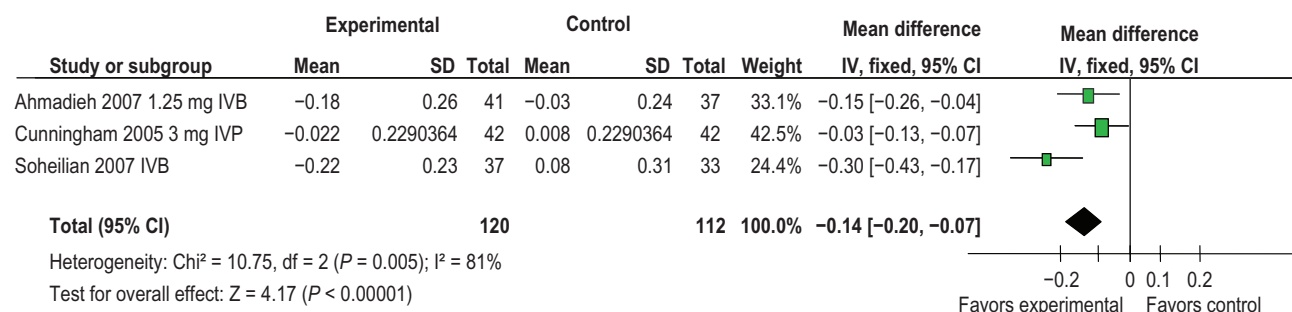 Experimental Control Mean difference Mean difference
Study or subgroup Mean SD Total Mean SD Total Weight IV, fixed, 95% CI IV, fixed, 95% CI
Ahmadieh 2007 1.25 mg IVB −0.18 0.26 41 −0.03 0.24 37 33.1% −0.15 [−0.26, −0.04]
Cunningham 2005 3 mg IVP −0.022 0.2290364 42 0.008 0.2290364 42 42.5% −0.03 [−0.13, −0.07]
Soheilian 2007 IVB −0.22 0.23 37 0.08 0.31 33 24.4% −0.30 [−0.43, −0.17]
Total (95% CI) 120 112 100.0% −0.14 [−0.20, −0.07]
Heterogeneity: Chi² = 10.75, df = 2 (P = 0.005); I² = 81%
Test for overall effect: Z = 4.17 (P < 0.00001)
−0.2 0 0.1 0.2
Favors experimental Favors control